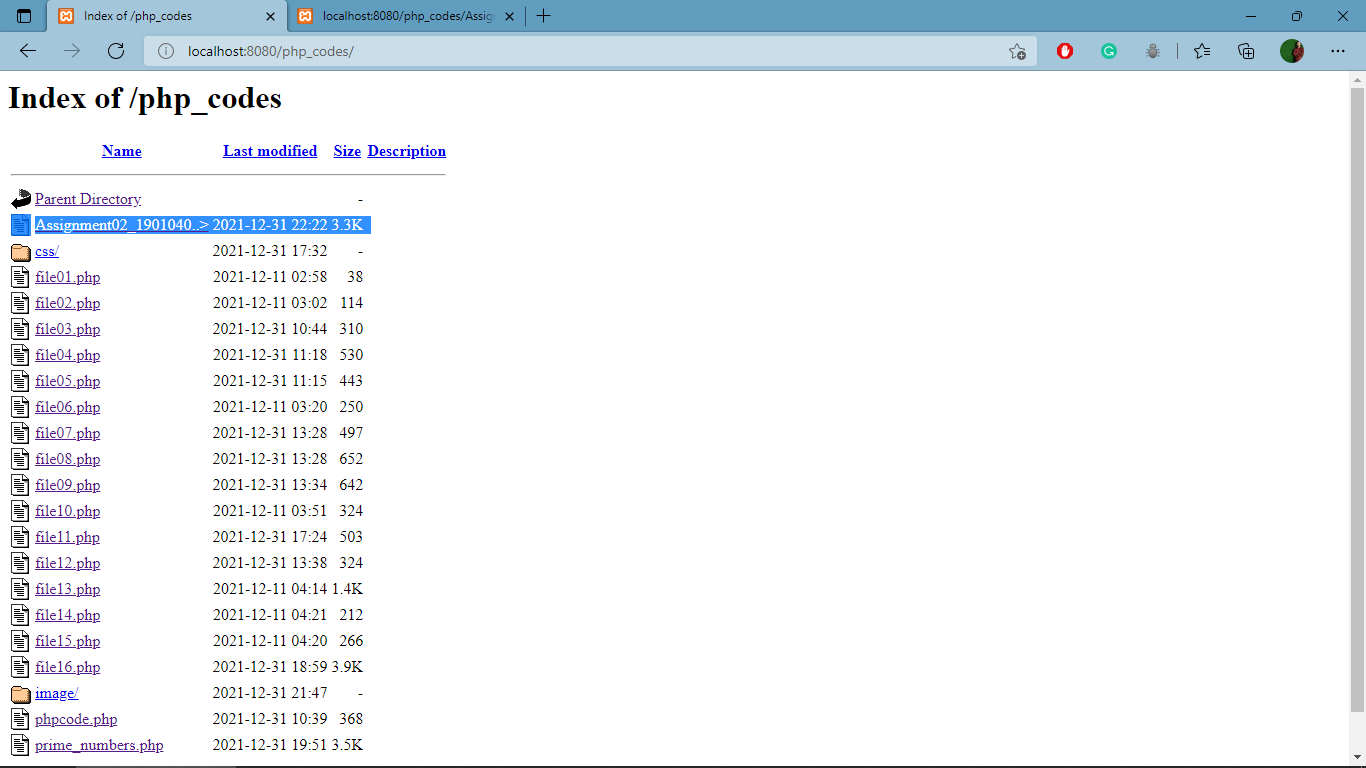 Index of /php_codes
localhost:8080/php_codes/Assig
localhost:8080/php_codes/
Index of /php_codes
Name Last modified Size Description
Parent Directory -
Assignment02_1901040..> 2021-12-31 22:22 3.3K
css/ 2021-12-31 17:32 -
file01.php 2021-12-11 02:58 38
file02.php 2021-12-11 03:02 114
file03.php 2021-12-31 10:44 310
file04.php 2021-12-31 11:18 530
file05.php 2021-12-31 11:15 443
file06.php 2021-12-11 03:20 250
file07.php 2021-12-31 13:28 497
file08.php 2021-12-31 13:28 652
file09.php 2021-12-31 13:34 642
file10.php 2021-12-11 03:51 324
file11.php 2021-12-31 17:24 503
file12.php 2021-12-31 13:38 324
file13.php 2021-12-11 04:14 1.4K
file14.php 2021-12-11 04:21 212
file15.php 2021-12-11 04:20 266
file16.php 2021-12-31 18:59 3.9K
image/ 2021-12-31 21:47 -
phpcode.php 2021-12-31 10:39 368
prime_numbers.php 2021-12-31 19:51 3.5K